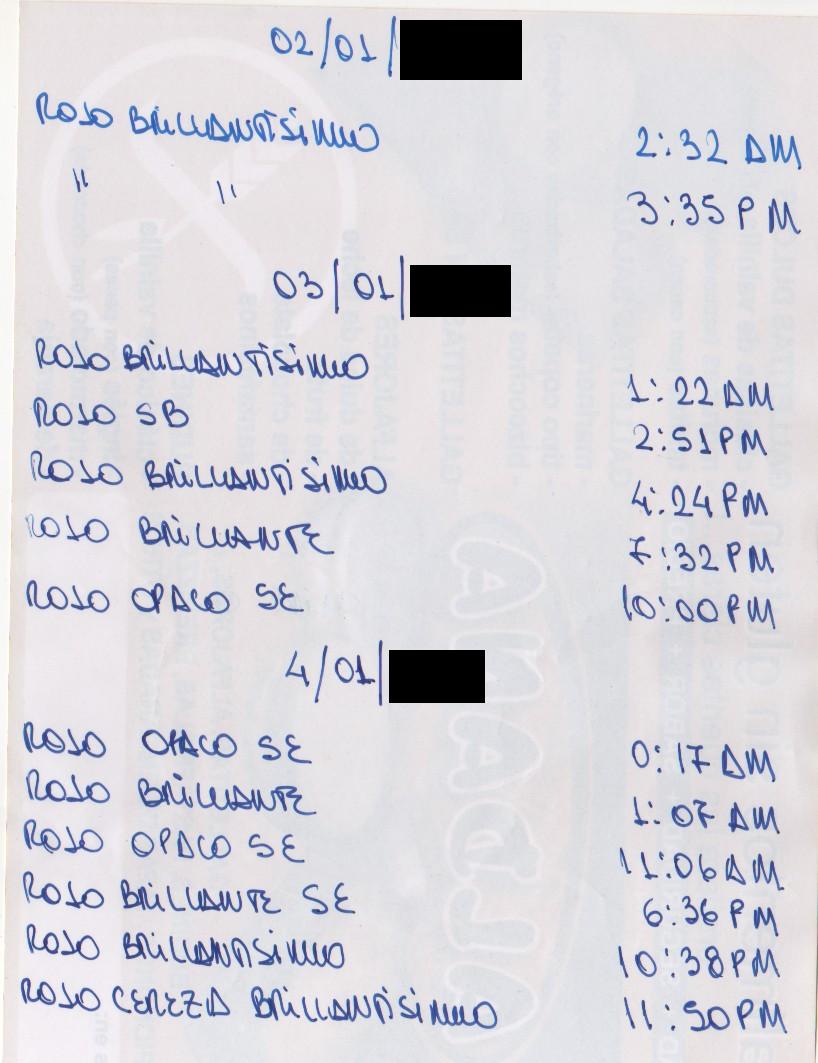 02/01/
ROJO BRILLANTÍSIMO 2:32 AM
" " 3:35 PM
03/01/
ROJO BRILLANTÍSIMO 1:22 AM
ROJO SB 2:51 PM
ROJO BRILLANTÍSIMO 4:24 PM
ROJO BRILLANTE 7:32 PM
ROJO OPACO SE 10:00 PM
4/01/
ROJO OPACO SE 0:17 AM
ROJO BRILLANTE 1:07 AM
ROJO OPACO SE 11:06 AM
ROJO BRILLANTE SE 6:36 PM
ROJO BRILLANTISIMO 10:38 PM
ROJO CEREZA BRILLANTISIMO 11:50 PM